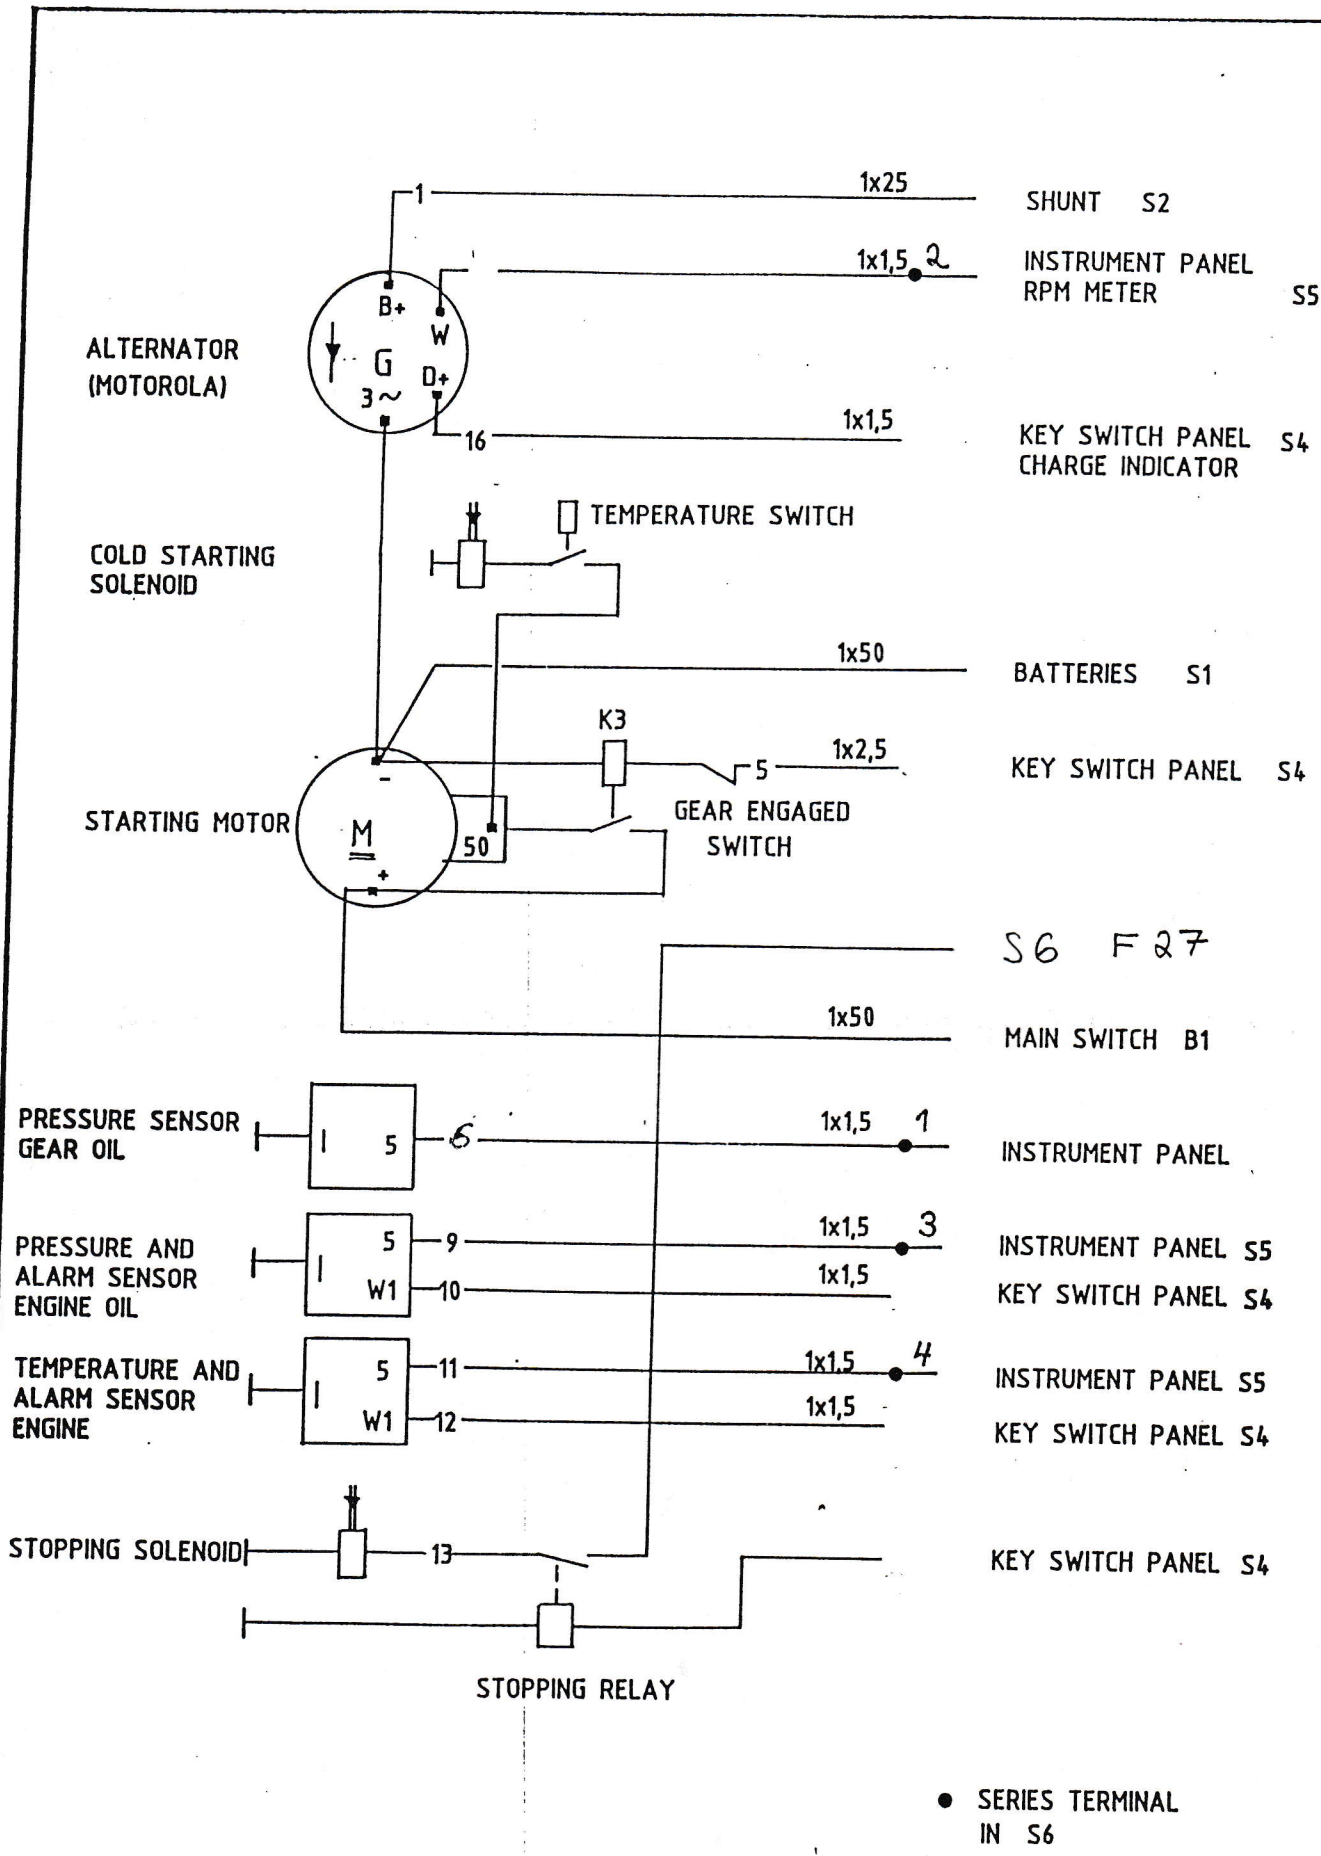 1
1x25
SHUNT S2
1x1,5 2
INSTRUMENT PANEL
RPM METER S5
B+
W
ALTERNATOR
(MOTOROLA)
G
3~
D+
16
1x1,5
KEY SWITCH PANEL S4
CHARGE INDICATOR
TEMPERATURE SWITCH
COLD STARTING
SOLENOID
1x50
BATTERIES S1
K3
5
1x2,5
KEY SWITCH PANEL S4
-
STARTING MOTOR
M
50
+
GEAR ENGAGED
SWITCH
S6 F27
1x50
MAIN SWITCH B1
PRESSURE SENSOR
GEAR OIL
5
6
1x1,5 1
INSTRUMENT PANEL
PRESSURE AND
ALARM SENSOR
ENGINE OIL
5
9
1x1,5 3
INSTRUMENT PANEL S5
W1
10
1x1,5
KEY SWITCH PANEL S4
TEMPERATURE AND
ALARM SENSOR
ENGINE
5
11
1x1,5 4
INSTRUMENT PANEL S5
W1
12
1x1,5
KEY SWITCH PANEL S4
STOPPING SOLENOID
13
KEY SWITCH PANEL S4
STOPPING RELAY
SERIES TERMINAL
IN S6